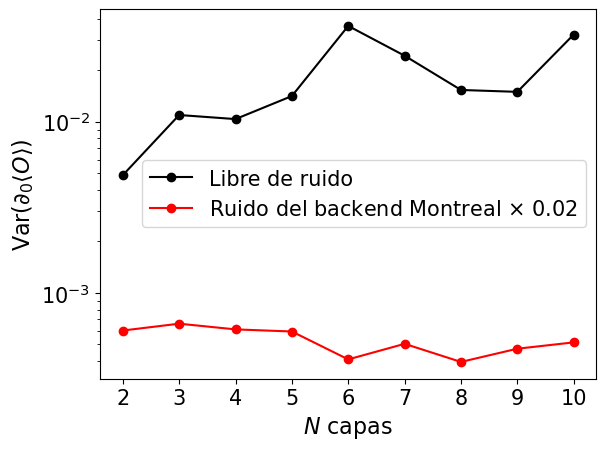 Var(∂₀⟨O⟩)
10⁻²
10⁻³
Libre de ruido
Ruido del backend Montreal × 0.02
2 3 4 5 6 7 8 9 10
N capas